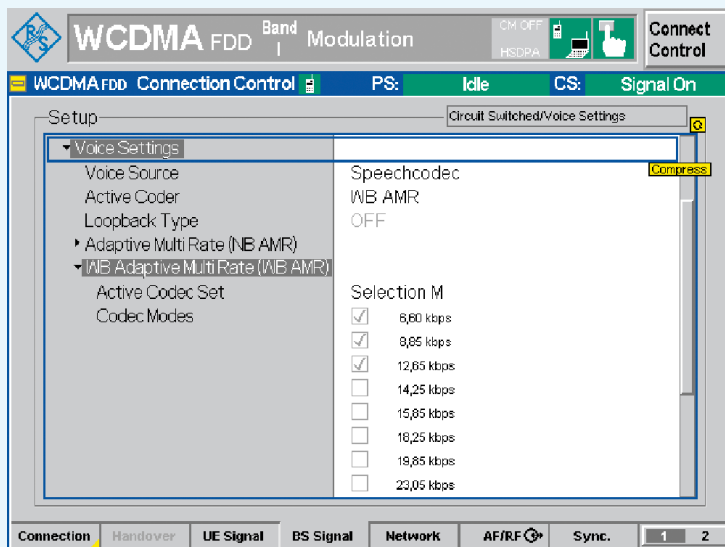 R S WCDMA FDD Band I Modulation CM OFF HSDPA Connect Control
WCDMA FDD Connection Control PS: Idle CS: Signal On
Setup Circuit Switched/Voice Settings
Voice Settings
Compress
Voice Source Speechcodec
Active Coder WB AMR
Loopback Type OFF
Adaptive Multi Rate (NB AMR)
WB Adaptive Multi Rate (WB AMR)
Active Codec Set Selection M
Codec Modes 6,60 kbps
8,85 kbps
12,65 kbps
14,25 kbps
15,85 kbps
18,25 kbps
19,85 kbps
23,05 kbps
Connection Handover UE Signal BS Signal Network AF/RF Sync. 1 2